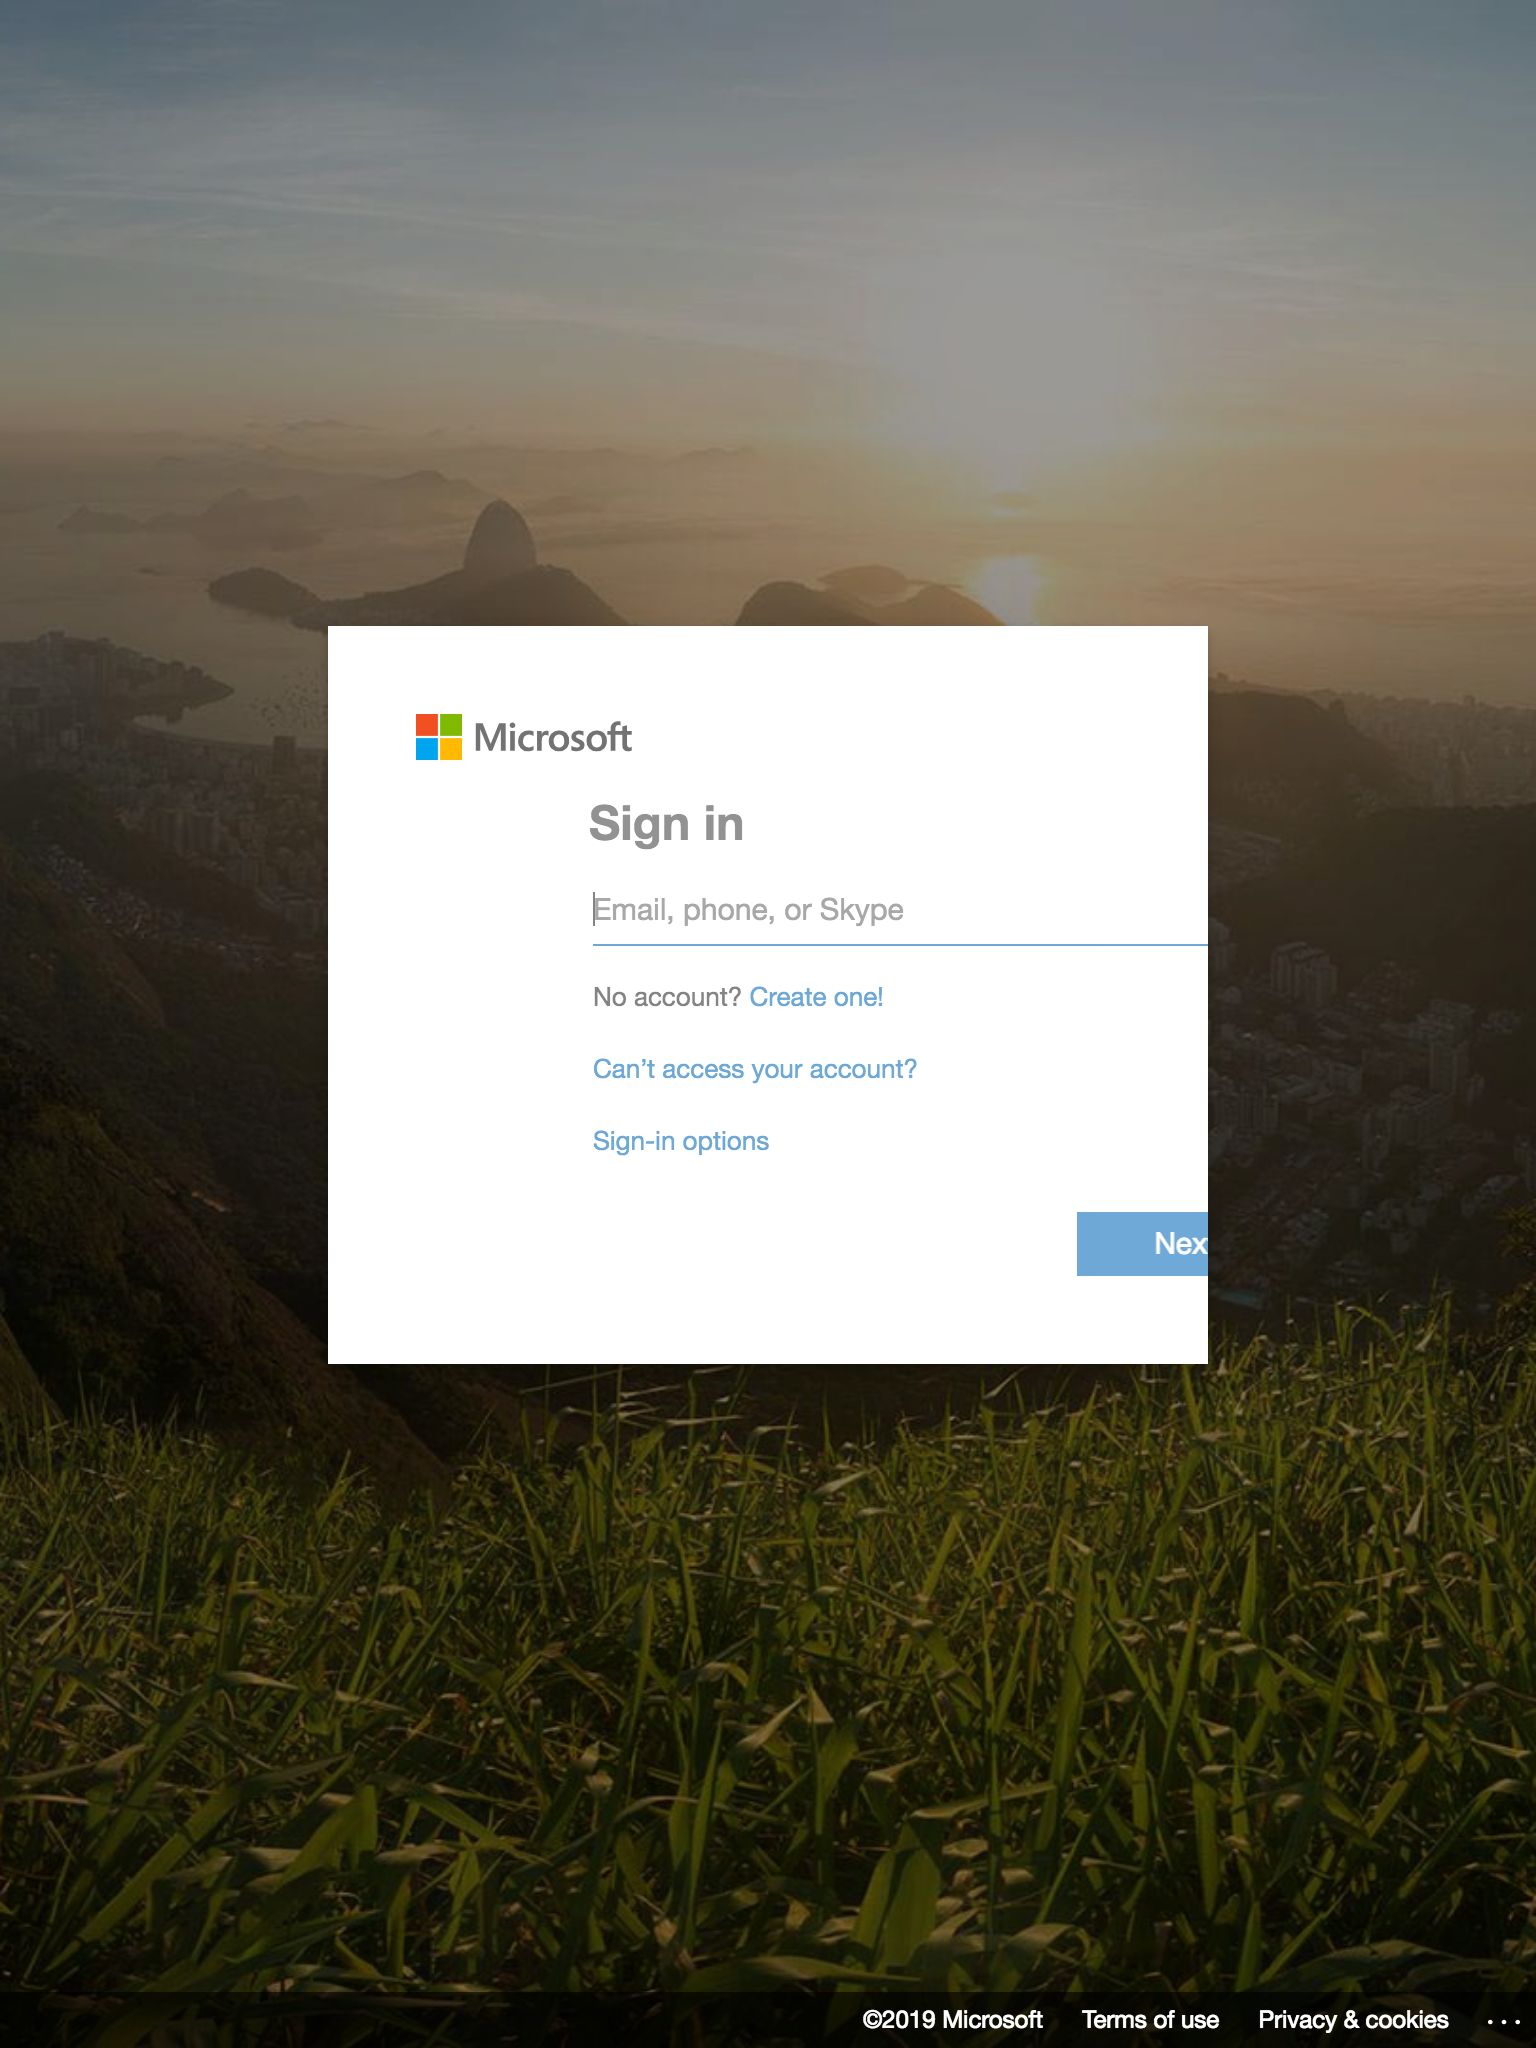 Microsoft
Sign in
Email, phone, or Skype
No account? Create one!
Can’t access your account?
Sign-in options
Nex
©2019 Microsoft Terms of use Privacy & cookies ...